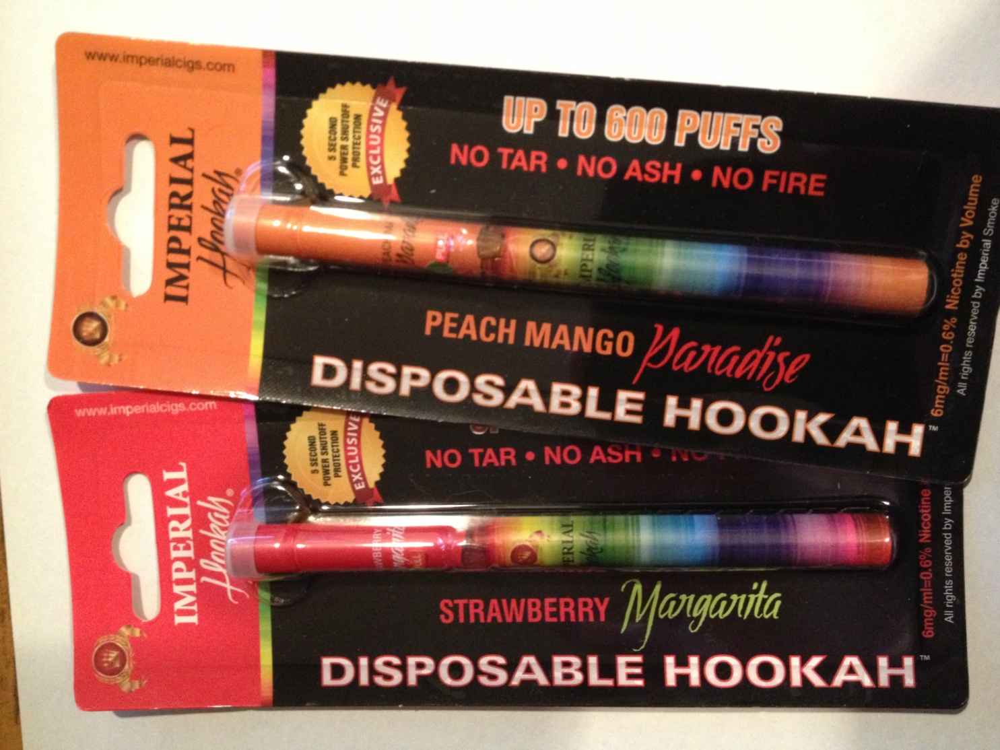 www.imperialcigs.com
IMPERIAL
Hookah®
5 SECOND
POWER SHUTOFF
PROTECTION
EXCLUSIVE
UP TO 600 PUFFS
NO TAR • NO ASH • NO FIRE
PEACH MANGO Paradise
DISPOSABLE HOOKAH™
6mg/ml=0.6% Nicotine by Volume
All rights reserved by Imperial Smoke
www.imperialcigs.com
IMPERIAL
Hookah®
5 SECOND
POWER SHUTOFF
PROTECTION
EXCLUSIVE
NO TAR • NO ASH • NO
STRAWBERRY Margarita
DISPOSABLE HOOKAH™
6mg/ml=0.6% Nicotine
All rights reserved by Imper